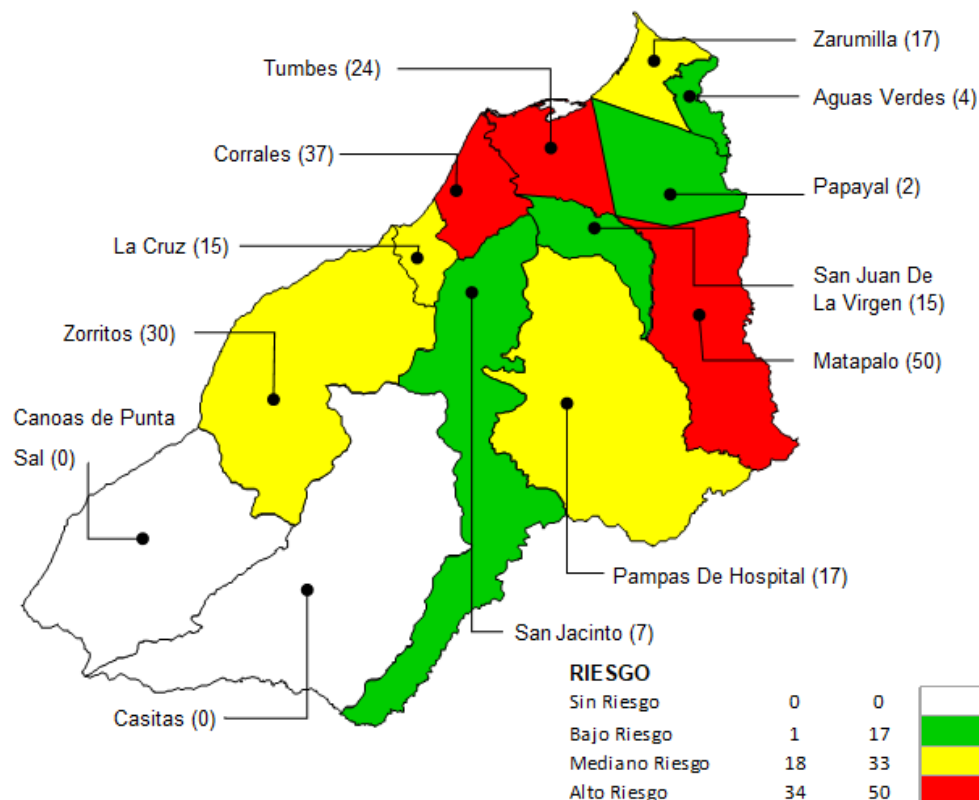 Zarumilla (17)
Tumbes (24)
Aguas Verdes (4)
Corrales (37)
Papayal (2)
La Cruz (15)
San Juan De
La Virgen (15)
Zorritos (30)
Matapalo (50)
Canoas de Punta
Sal (0)
Pampas De Hospital (17)
San Jacinto (7)
Casitas (0)
RIESGO
Sin Riesgo 0 0
Bajo Riesgo 1 17
Mediano Riesgo 18 33
Alto Riesgo 34 50